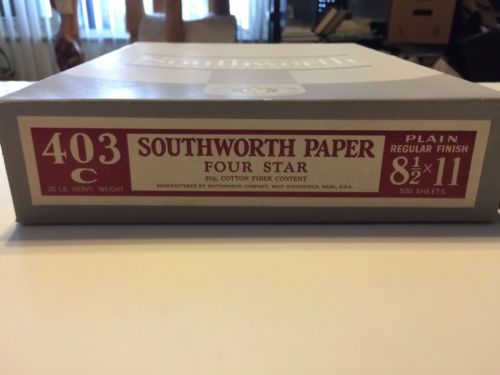 Southworth
403
C
20 LB. HEAVY WEIGHT
SOUTHWORTH PAPER
FOUR STAR
25% COTTON FIBER CONTENT
MANUFACTURED BY SOUTHWORTH COMPANY, WEST SPRINGFIELD, MASS., U.S.A.
PLAIN
REGULAR FINISH
8½ × 11
500 SHEETS